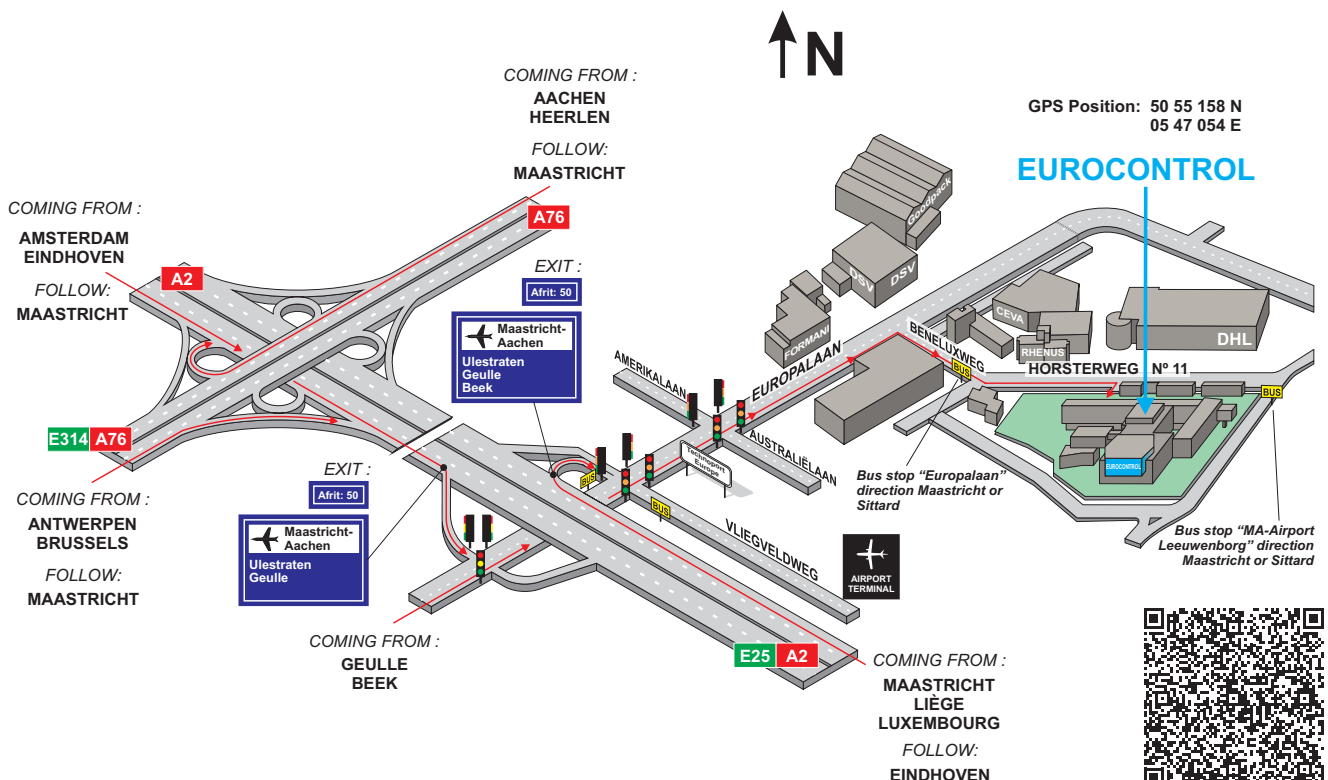 N
COMING FROM :
AACHEN
HEERLEN
FOLLOW:
MAASTRICHT
GPS Position: 50 55 158 N
05 47 054 E
EUROCONTROL
COMING FROM :
AMSTERDAM
EINDHOVEN
FOLLOW:
MAASTRICHT
A2
A76
EXIT :
Afrit: 50
Maastricht-
Aachen
Ulestraten
Geulle
Beek
Goodpack
DSV
DSV
FORMANI
EUROPALAAN
AMERIKALAAN
AUSTRALIËLAAN
BENELUXWEG
BUS
CEVA
RHENUS
DHL
HORSTERWEG Nº 11
BUS
EUROCONTROL
Technoport
Europe
BUS
BUS
VLIEGVELDWEG
Bus stop “Europalaan”
direction Maastricht or
Sittard
Bus stop “MA-Airport
Leeuwenborg” direction
Maastricht or Sittard
AIRPORT
TERMINAL
E314 A76
COMING FROM :
ANTWERPEN
BRUSSELS
FOLLOW:
MAASTRICHT
EXIT :
Afrit: 50
Maastricht-
Aachen
Ulestraten
Geulle
COMING FROM :
GEULLE
BEEK
E25 A2
COMING FROM :
MAASTRICHT
LIÈGE
LUXEMBOURG
FOLLOW:
EINDHOVEN